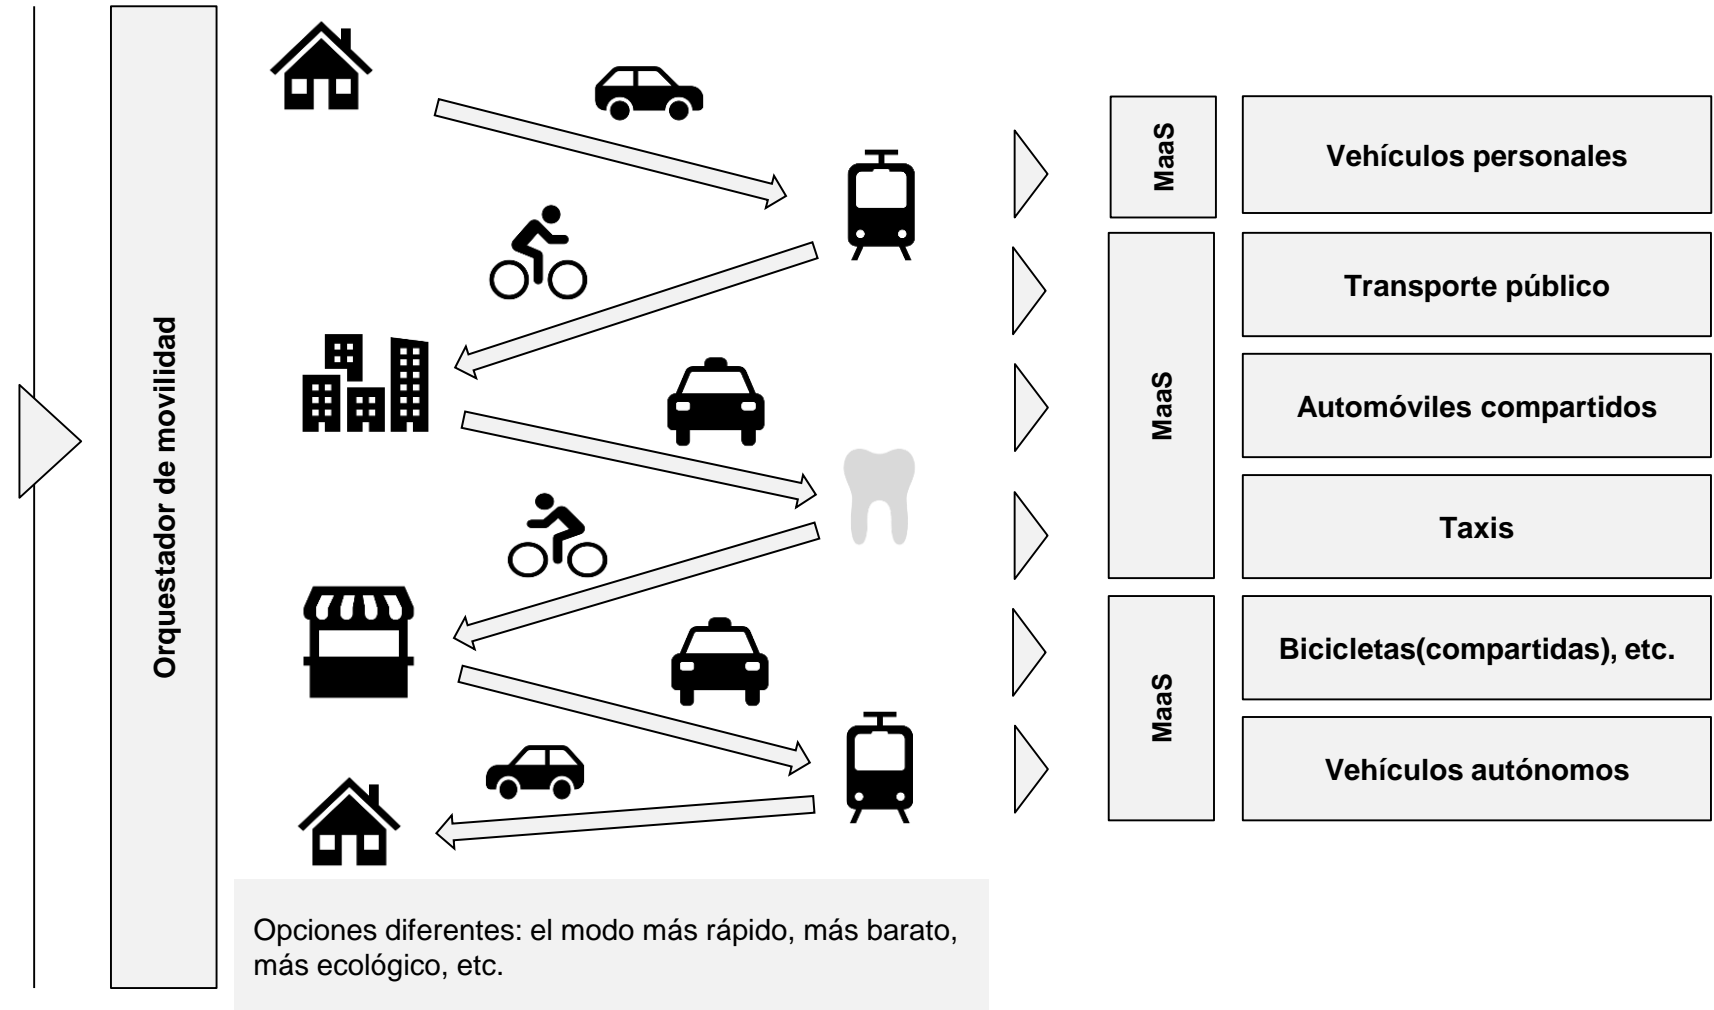 Orquestador de movilidad
MaaS
Vehículos personales
MaaS
Transporte público
Automóviles compartidos
Taxis
MaaS
Bicicletas(compartidas), etc.
Vehículos autónomos
Opciones diferentes: el modo más rápido, más barato,
más ecológico, etc.